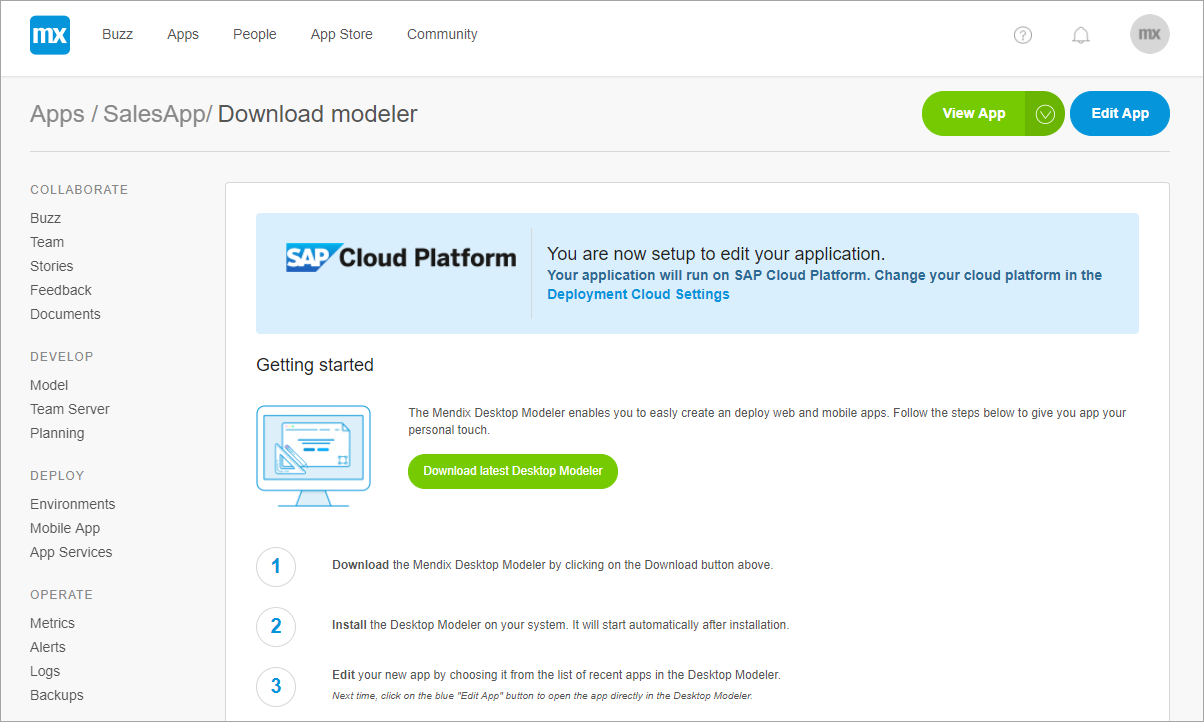 mx
Buzz Apps People App Store Community
?
mx
Apps / SalesApp/ Download modeler
View App
Edit App
COLLABORATE
Buzz
Team
Stories
Feedback
Documents
DEVELOP
Model
Team Server
Planning
DEPLOY
Environments
Mobile App
App Services
OPERATE
Metrics
Alerts
Logs
Backups
SAP Cloud Platform
You are now setup to edit your application.
Your application will run on SAP Cloud Platform. Change your cloud platform in the
Deployment Cloud Settings
Getting started
The Mendix Desktop Modeler enables you to easly create an deploy web and mobile apps. Follow the steps below to give you app your
personal touch.
Download latest Desktop Modeler
1
Download the Mendix Desktop Modeler by clicking on the Download button above.
2
Install the Desktop Modeler on your system. It will start automatically after installation.
3
Edit your new app by choosing it from the list of recent apps in the Desktop Modeler.
Next time, click on the blue "Edit App" button to open the app directly in the Desktop Modeler.